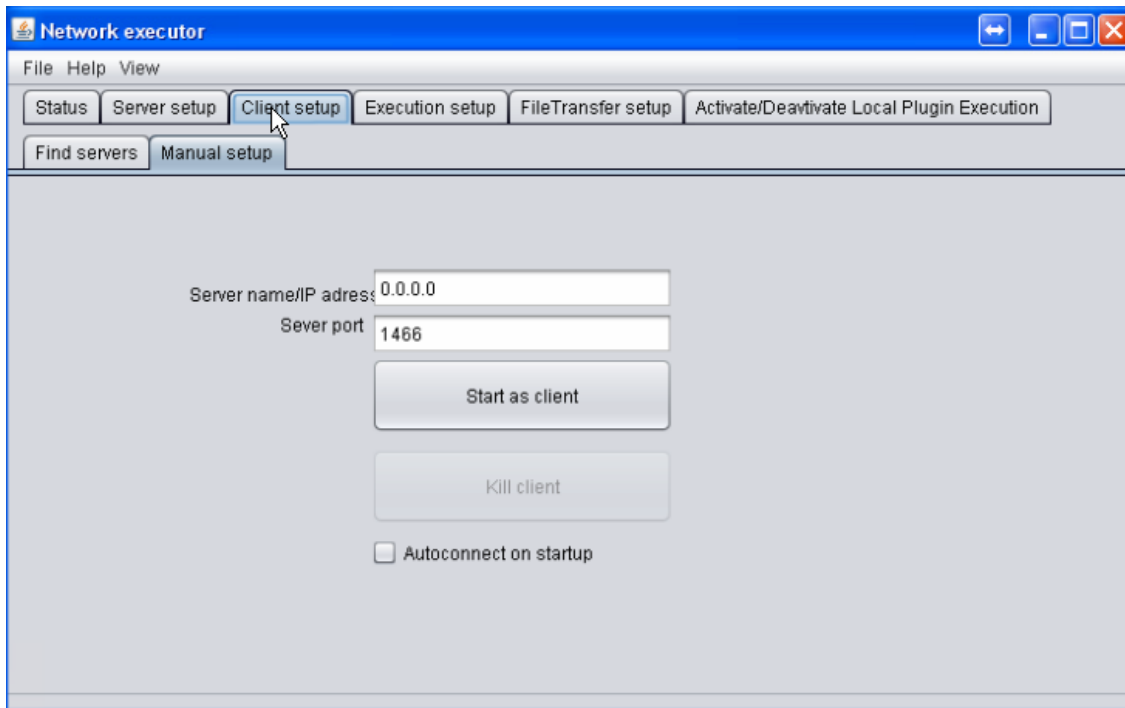 Network executor
File Help View
Status Server setup Client setup Execution setup FileTransfer setup Activate/Deavtivate Local Plugin Execution
Find servers Manual setup
Server name/IP adress 0.0.0.0
Sever port 1466
Start as client
Kill client
Autoconnect on startup